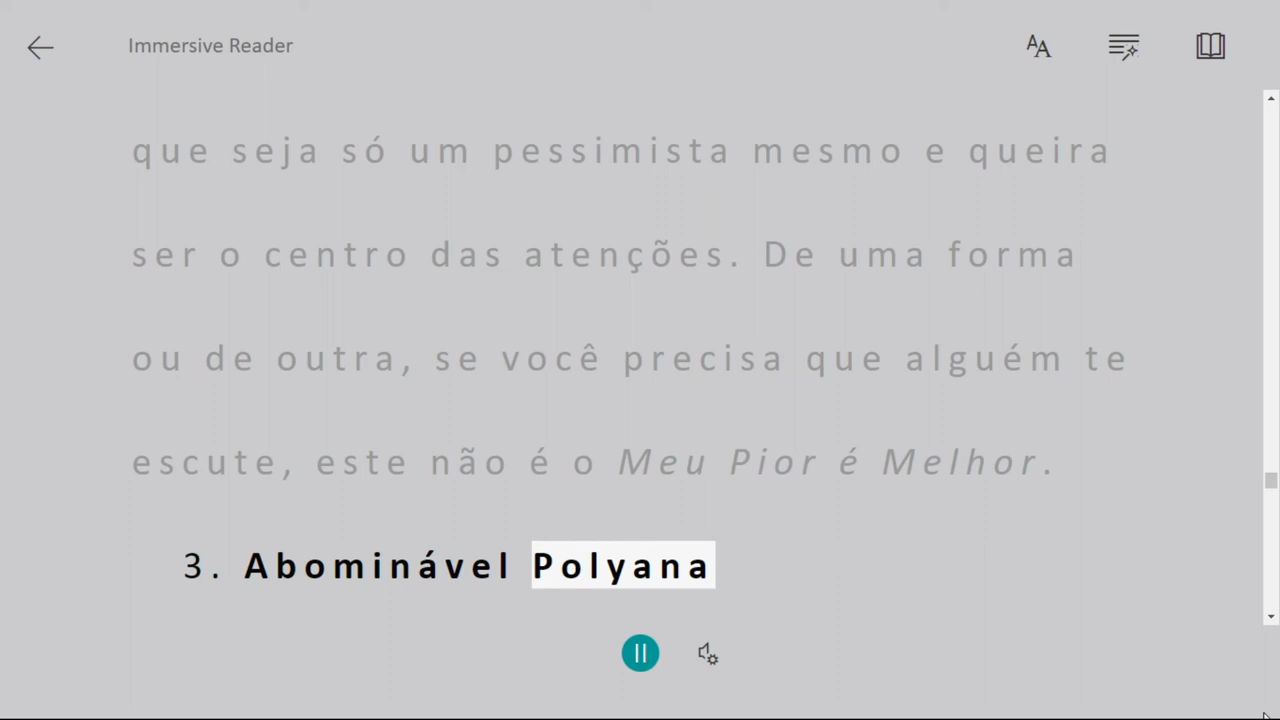 Immersive Reader
que seja só um pessimista mesmo e queira
ser o centro das atenções. De uma forma
ou de outra, se você precisa que alguém te
escute, este não é o Meu Pior é Melhor.
3. Abominável Polyana